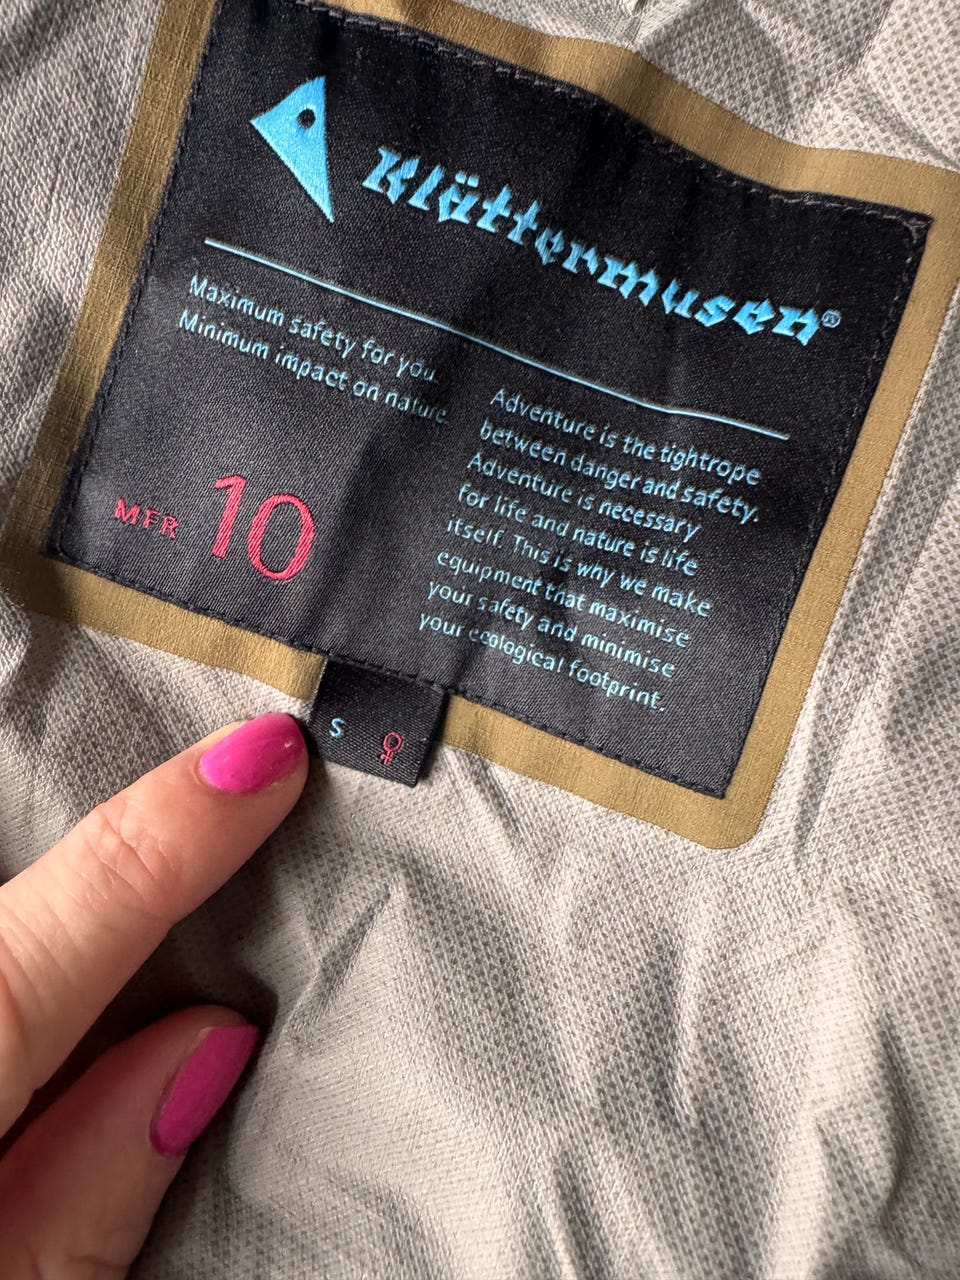 Klättermusen®
Maximum safety for you.
Minimum impact on nature
MFR 10
Adventure is the tightrope
between danger and safety.
Adventure is necessary
for life and nature is life
itself. This is why we make
equipment that maximise
your safety and minimise
your ecological footprint.
S ♀